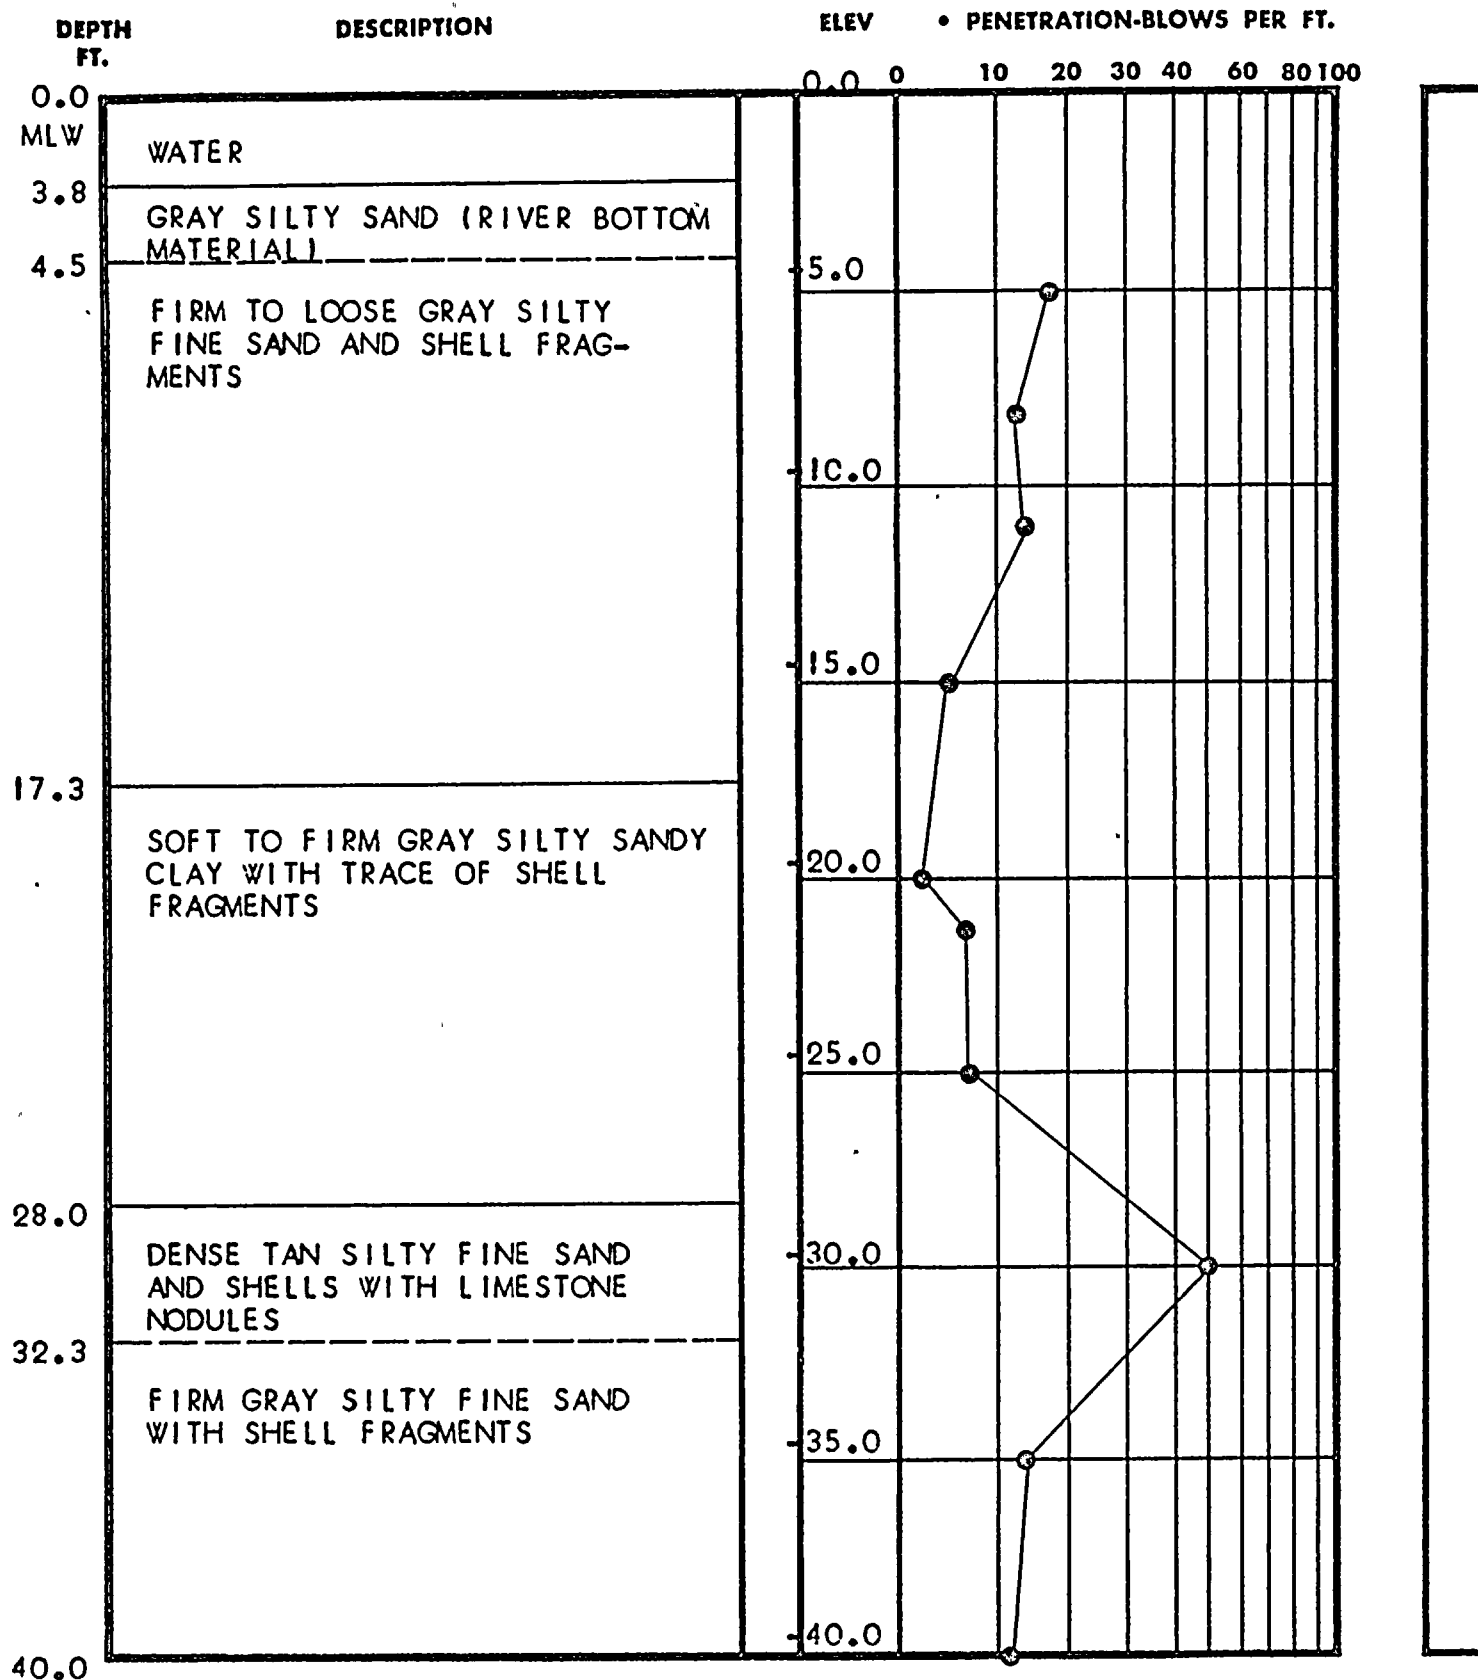 DEPTH FT.
DESCRIPTION
ELEV
• PENETRATION-BLOWS PER FT.
0 10 20 30 40 60 80 100
0.0
MLW
WATER
3.8
GRAY SILTY SAND (RIVER BOTTOM
MATERIAL)
4.5
FIRM TO LOOSE GRAY SILTY
FINE SAND AND SHELL FRAG-
MENTS
17.3
SOFT TO FIRM GRAY SILTY SANDY
CLAY WITH TRACE OF SHELL
FRAGMENTS
28.0
DENSE TAN SILTY FINE SAND
AND SHELLS WITH LIMESTONE
NODULES
32.3
FIRM GRAY SILTY FINE SAND
WITH SHELL FRAGMENTS
40.0
0.0
-5.0
-10.0
-15.0
-20.0
-25.0
-30.0
-35.0
-40.0